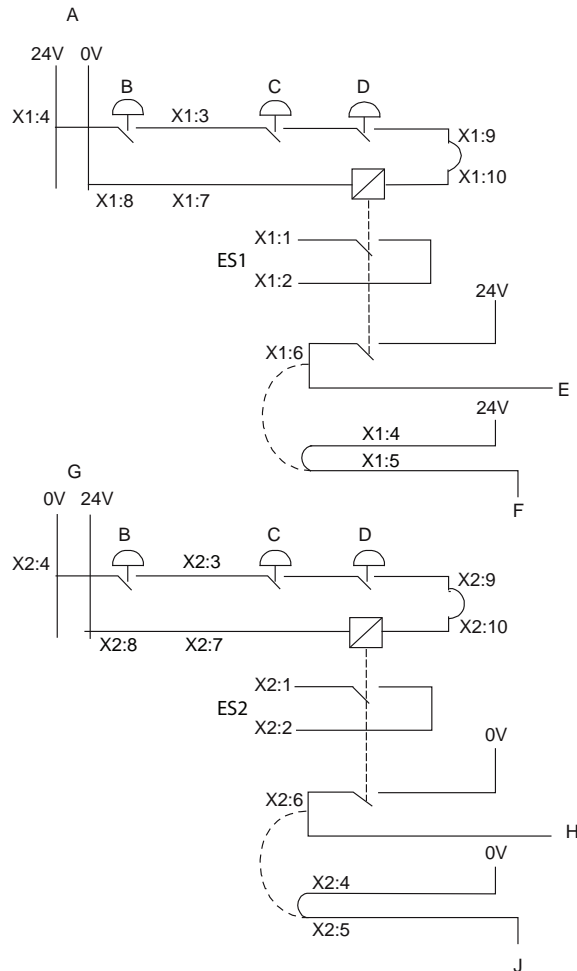 A
24V 0V
B C D
X1:4 X1:3 X1:9
X1:10
X1:8 X1:7
X1:1
ES1
X1:2
24V
X1:6
E
24V
X1:4
X1:5
F
G
0V 24V
B C D
X2:4 X2:3 X2:9
X2:10
X2:8 X2:7
X2:1
ES2
X2:2
0V
X2:6
H
0V
X2:4
X2:5
J